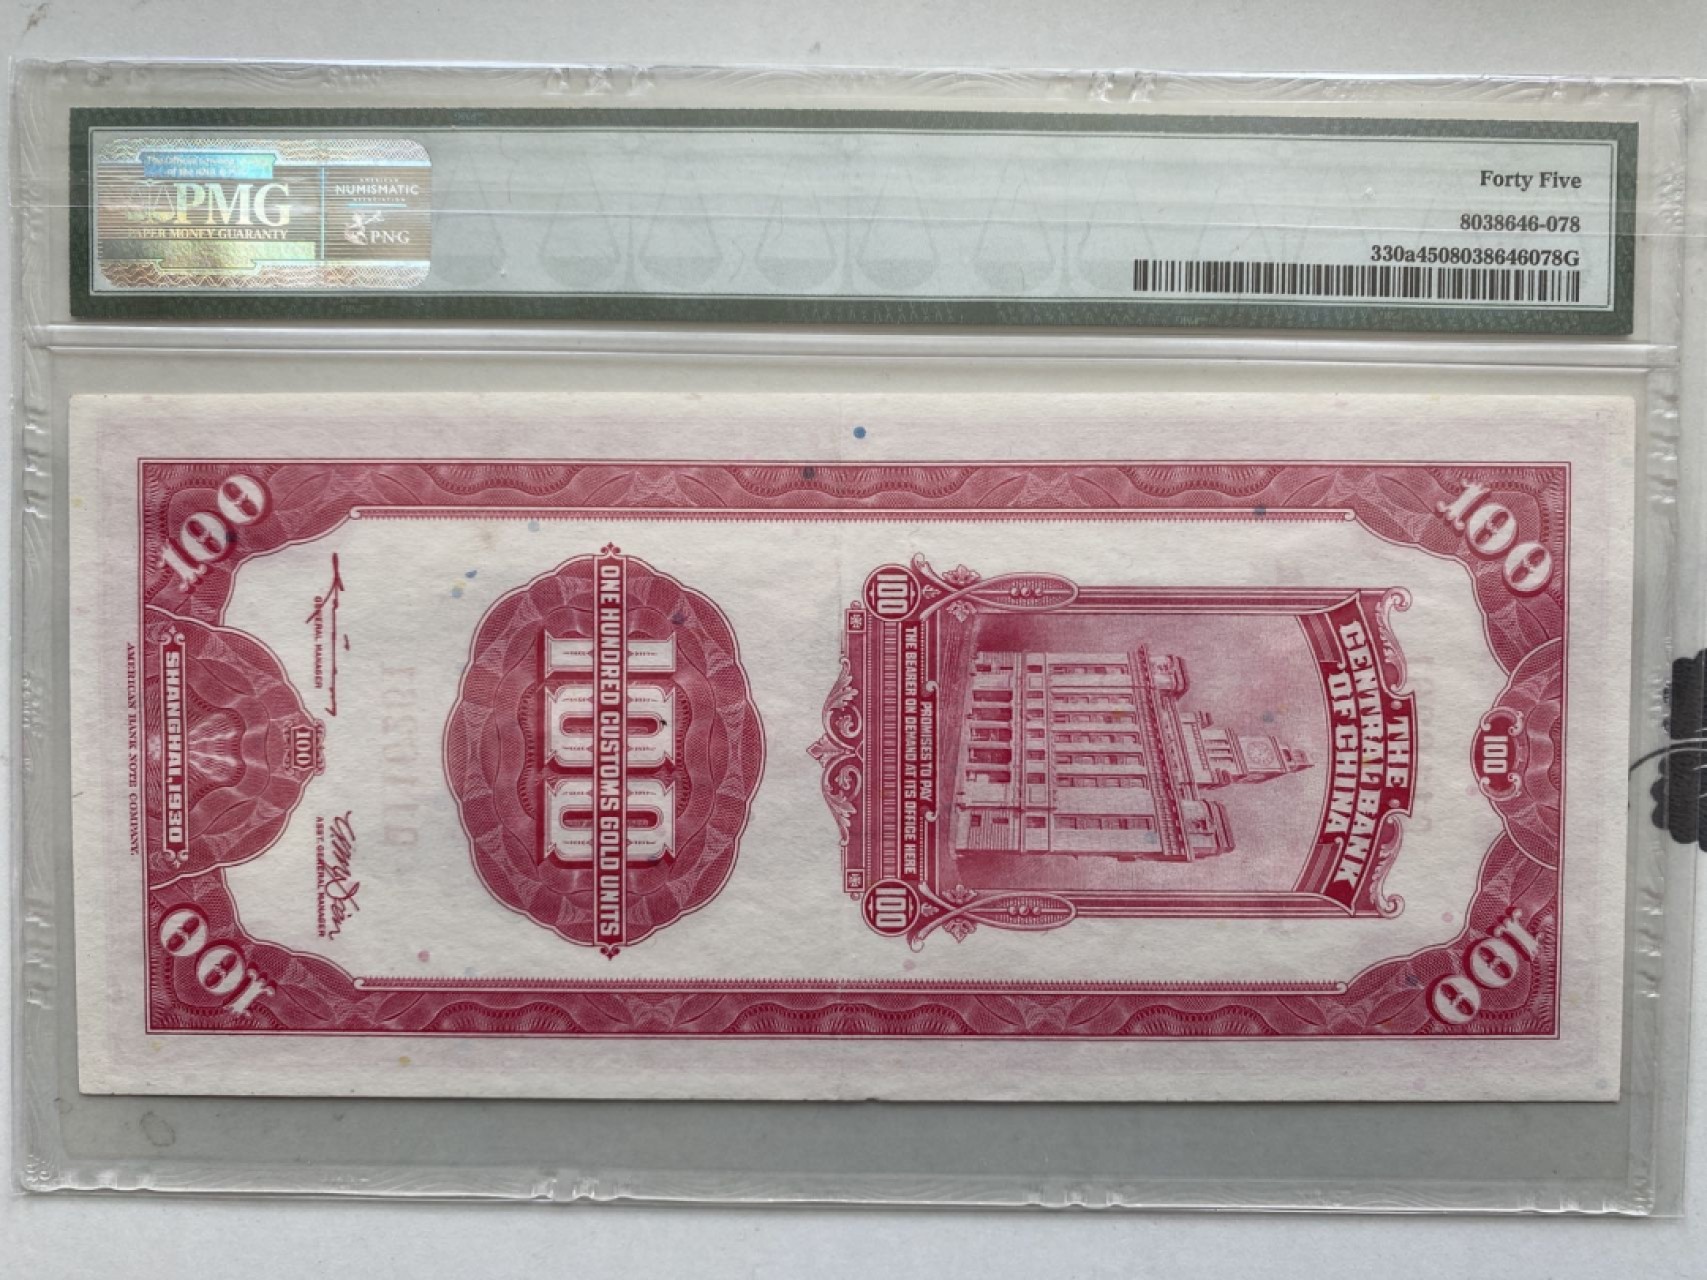 PMG
PAPER MONEY GUARANTY
AMERICAN
NUMISMATIC
ASSOCIATION
PNG
Forty Five
8038646-078
330a4508038646078G
100
100
THE
CENTRAL BANK
OF CHINA
100
100
100
PROMISES TO PAY
THE BEARER ON DEMAND AT ITS OFFICE HERE
100
ONE HUNDRED CUSTOMS GOLD UNITS
GENERAL MANAGER
ASST. GENERAL MANAGER
100
SHANGHAI, 1930
100
100
AMERICAN BANK NOTE COMPANY.